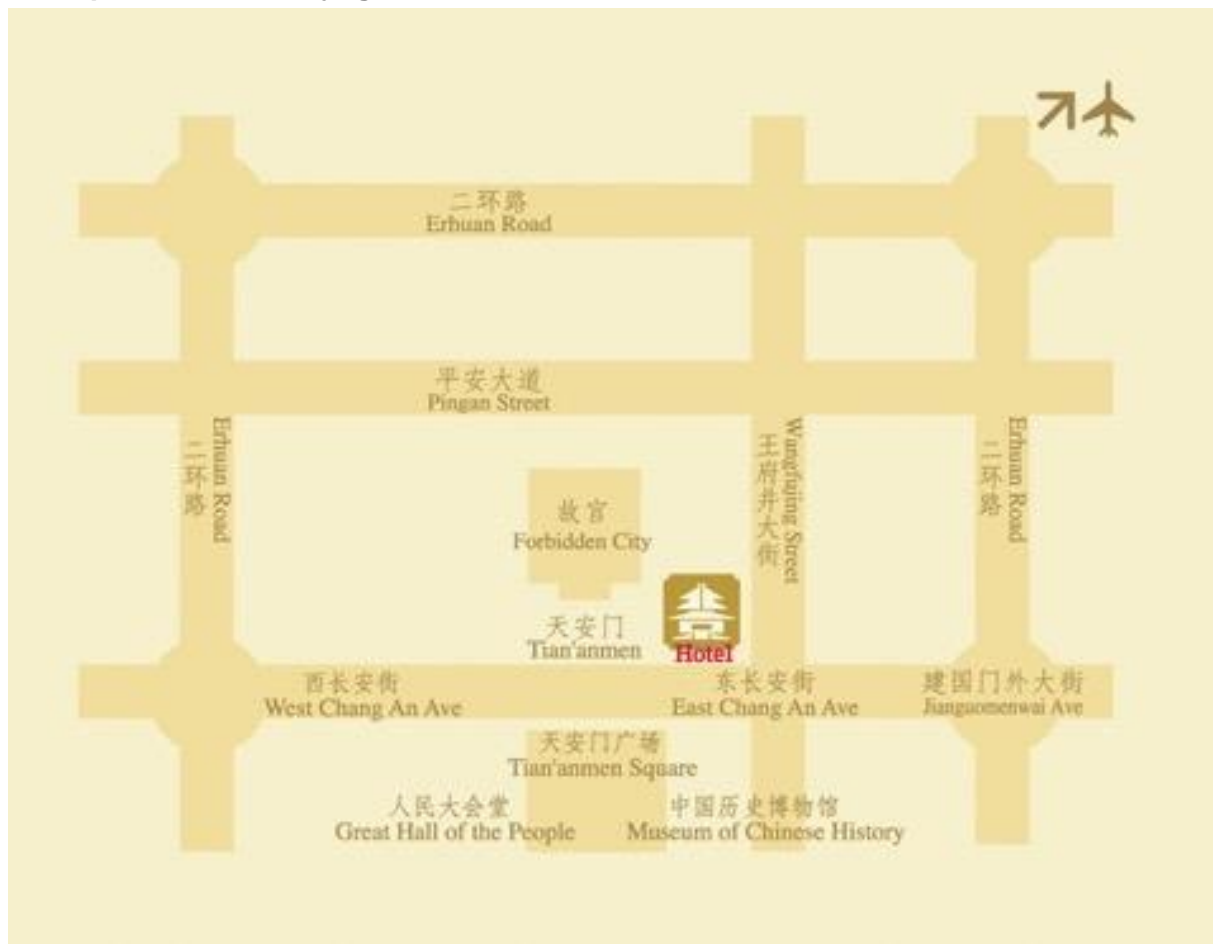 二环路
Erhuan Road
平安大道
Pingan Street
二环路
Erhuan Road
王府井大街
Wangfujing Street
二环路
Erhuan Road
故宫
Forbidden City
天安门
Tian'anmen
Hotel
西长安街
West Chang An Ave
东长安街
East Chang An Ave
建国门外大街
Jianguomenwai Ave
天安门广场
Tian'anmen Square
人民大会堂
Great Hall of the People
中国历史博物馆
Museum of Chinese History